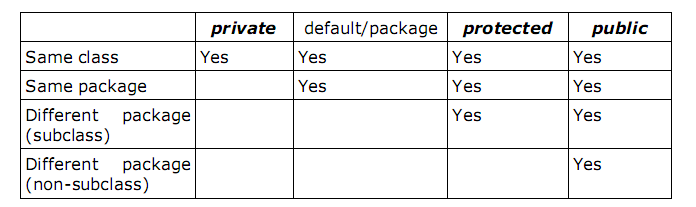 private default/package protected public
Same class Yes Yes Yes Yes
Same package Yes Yes Yes
Different package Yes Yes
(subclass)
Different package Yes
(non-subclass)